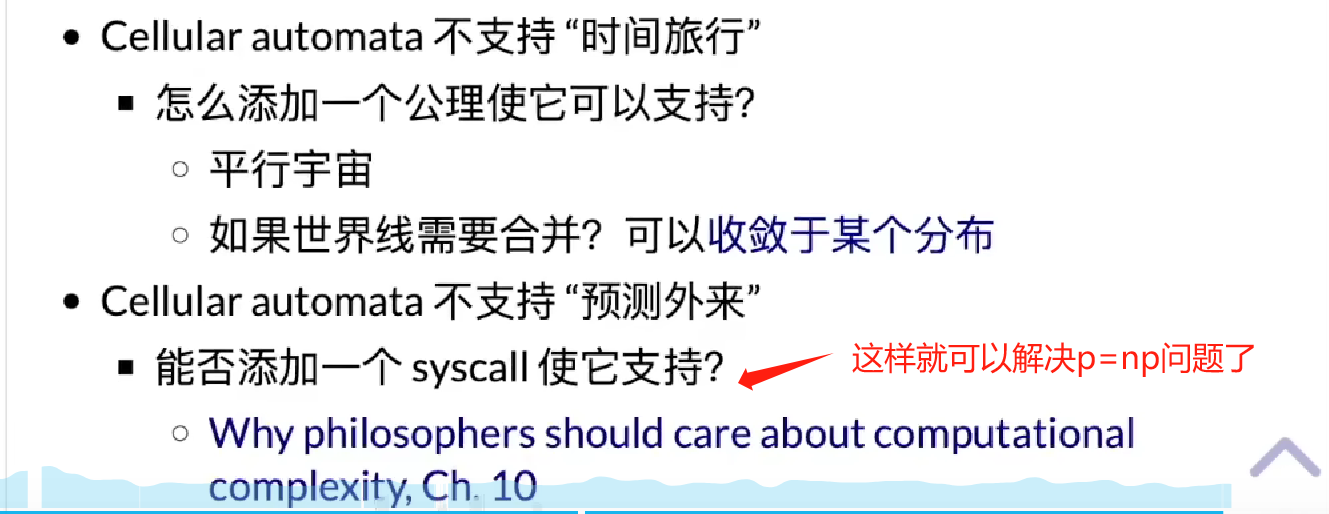 Cellular automata 不支持 “时间旅行”
怎么添加一个公理使它可以支持?
平行宇宙
如果世界线需要合并?可以收敛于某个分布
Cellular automata 不支持 “预测外来”
能否添加一个 syscall 使它支持?
这样就可以解决p=np问题了
Why philosophers should care about computational
complexity, Ch. 10